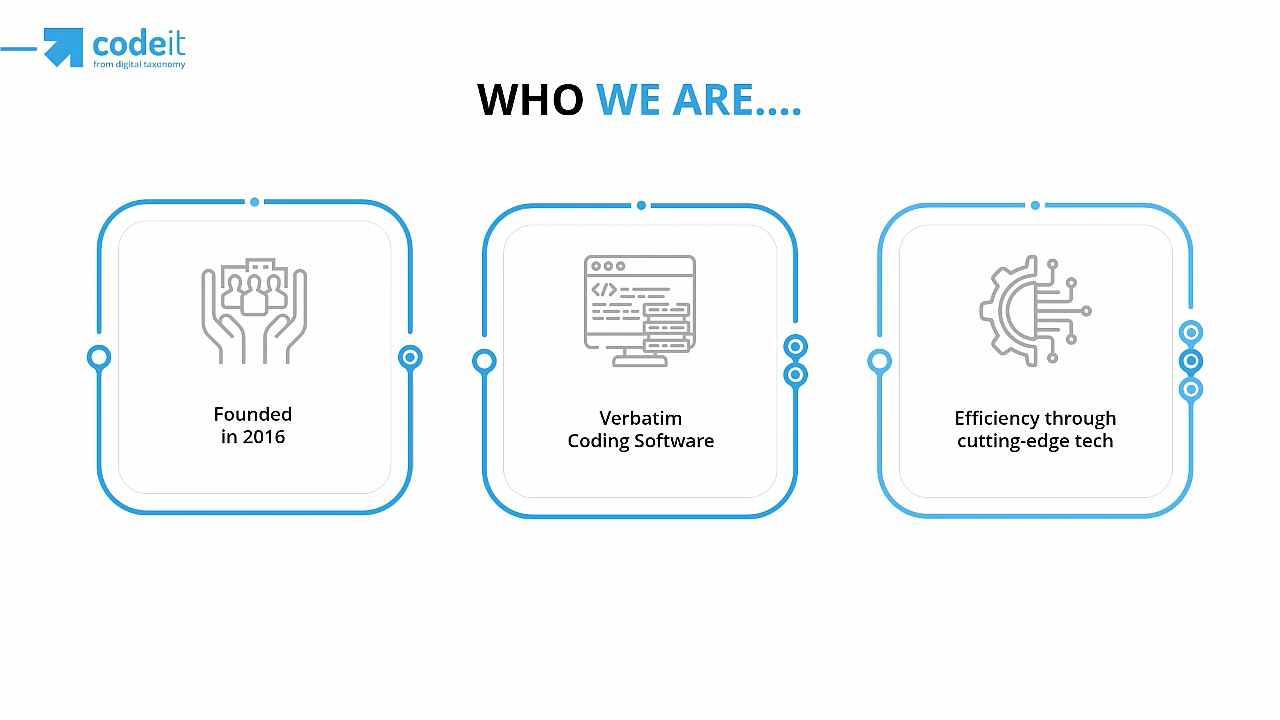 codeit
from digital taxonomy
WHO WE ARE....
Founded
in 2016
Verbatim
Coding Software
Efficiency through
cutting-edge tech